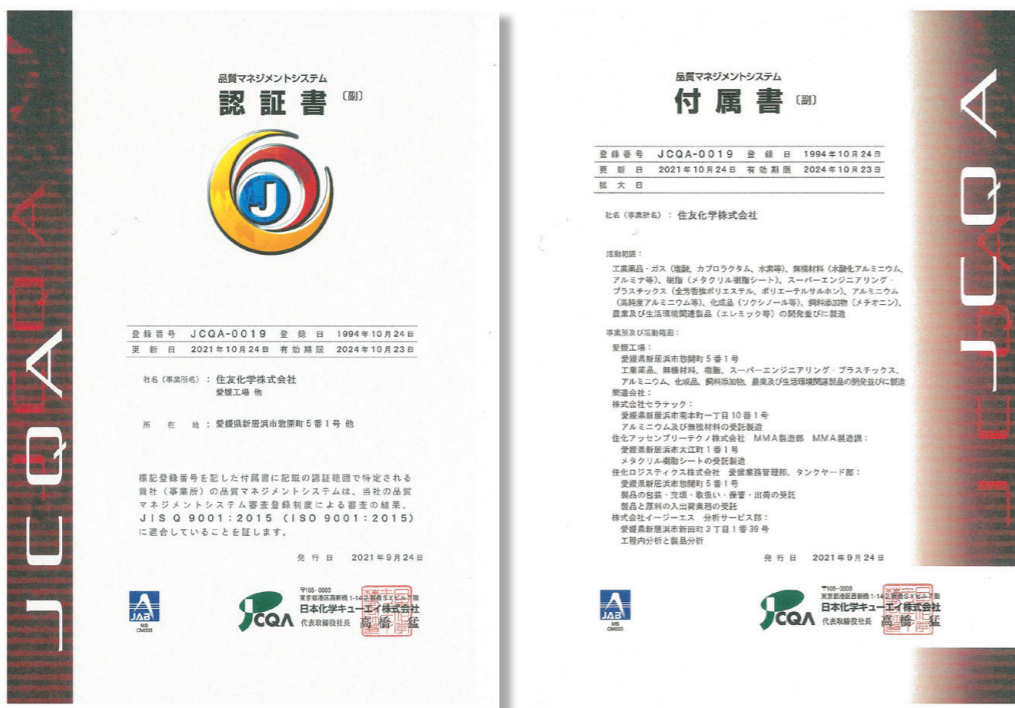 JCQA
品質マネジメントシステム
認証書〔副〕
J
登録番号 JCQA-0019 登録日 1994年10月24日
更新日 2021年10月24日 有効期限 2024年10月23日
社名(事業所名):住友化学株式会社
愛媛工場 他
所在地:愛媛県新居浜市惣開町5番1号 他
標記登録番号を記した付属書に記載の認証範囲で特定される
貴社(事業所)の品質マネジメントシステムは、当社の品質
マネジメントシステム審査登録制度による審査の結果、
JIS Q 9001:2015 (ISO 9001:2015)
に適合していることを証します。
発行日 2021年9月24日
JAB
MS
CM003
JCQA
〒105-0003
東京都港区西新橋1-14-2
日本化学キューエイ株式会社
代表取締役社長 高橋 猛
品質マネジメントシステム
付属書〔副〕
登録番号 JCQA-0019 登録日 1994年10月24日
更新日 2021年10月24日 有効期限 2024年10月23日
拡大日
社名(事業所名):住友化学株式会社
活動範囲:
工業薬品・ガス(塩酸、カプロラクタム、水素等)、無機材料(水酸化アルミニウム、
アルミナ等)、樹脂(メタクリル樹脂シート)、スーパーエンジニアリング・
プラスチックス(全芳香族ポリエステル、ポリエーテルサルホン)、アルミニウム
(高純度アルミニウム等)、化成品(ソクシノール等)、飼料添加物(メチオニン)、
農業及び生活環境関連製品(エレミック等)の開発並びに製造
事業所及び活動範囲:
愛媛工場:
愛媛県新居浜市惣開町5番1号
工業薬品、無機材料、樹脂、スーパーエンジニアリング・プラスチックス、
アルミニウム、化成品、飼料添加物、農業及び生活環境関連製品の開発並びに製造
関連会社:
株式会社セラテック:
愛媛県新居浜市菊本町一丁目10番1号
アルミニウム及び無機材料の受託製造
住化アッセンブリーテクノ株式会社 MMA製造部 MMA製造課:
愛媛県新居浜市大江町1番1号
メタクリル樹脂シートの受託製造
住化ロジスティクス株式会社 愛媛業務管理部、タンクヤード部:
愛媛県新居浜市惣開町5番1号
製品の包装・充填・取扱い・保管・出荷の受託
製品と原料の入出荷業務の受託
株式会社イージーエス 分析サービス部:
愛媛県新居浜市新田町3丁目1番39号
工程内分析と製品分析
発行日 2021年9月24日
JAB
MS
CM003
JCQA
〒105-0003
東京都港区西新橋1-14-2
日本化学キューエイ株式会社
代表取締役社長 高橋 猛
JCQA